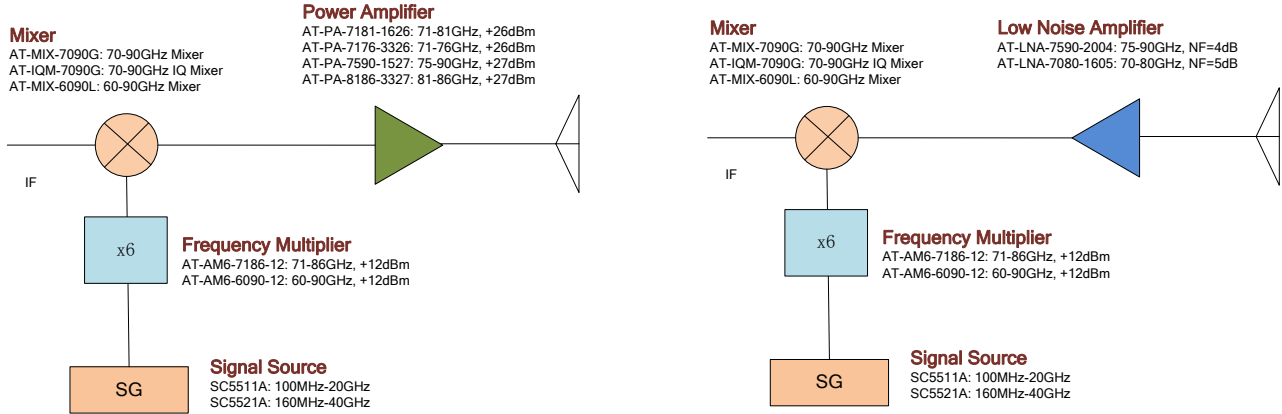 Power Amplifier
AT-PA-7181-1626: 71-81GHz, +26dBm
AT-PA-7176-3326: 71-76GHz, +26dBm
AT-PA-7590-1527: 75-90GHz, +27dBm
AT-PA-8186-3327: 81-86GHz, +27dBm
Mixer
AT-MIX-7090G: 70-90GHz Mixer
AT-IQM-7090G: 70-90GHz IQ Mixer
AT-MIX-6090L: 60-90GHz Mixer
IF
x6
Frequency Multiplier
AT-AM6-7186-12: 71-86GHz, +12dBm
AT-AM6-6090-12: 60-90GHz, +12dBm
SG
Signal Source
SC5511A: 100MHz-20GHz
SC5521A: 160MHz-40GHz
Mixer
AT-MIX-7090G: 70-90GHz Mixer
AT-IQM-7090G: 70-90GHz IQ Mixer
AT-MIX-6090L: 60-90GHz Mixer
Low Noise Amplifier
AT-LNA-7590-2004: 75-90GHz, NF=4dB
AT-LNA-7080-1605: 70-80GHz, NF=5dB
IF
x6
Frequency Multiplier
AT-AM6-7186-12: 71-86GHz, +12dBm
AT-AM6-6090-12: 60-90GHz, +12dBm
SG
Signal Source
SC5511A: 100MHz-20GHz
SC5521A: 160MHz-40GHz